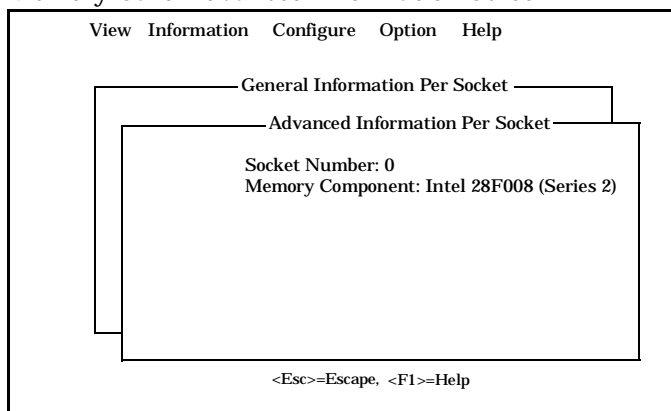 View Information Configure Option Help
General Information Per Socket
Advanced Information Per Socket
Socket Number: 0
Memory Component: Intel 28F008 (Series 2)
<Esc>=Escape, <F1>=Help